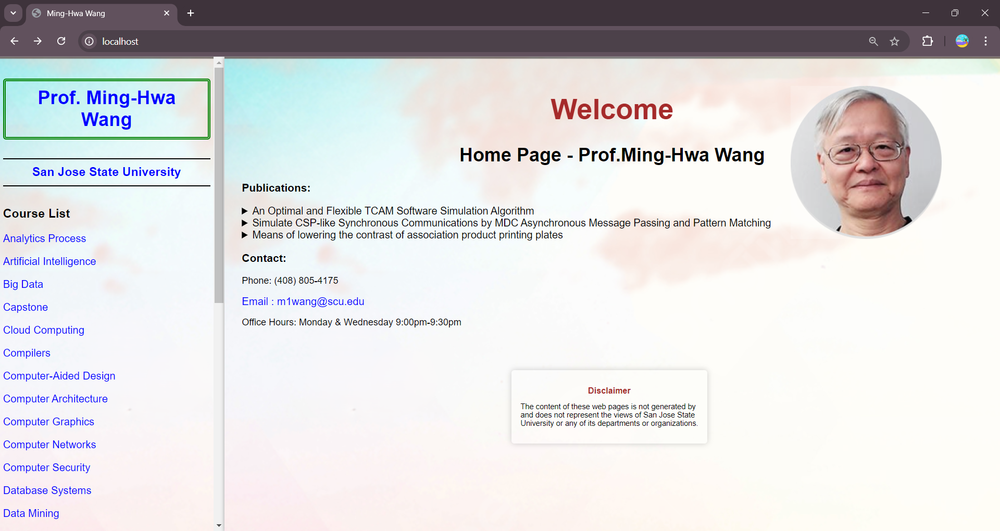 Ming-Hwa Wang
localhost
Prof. Ming-Hwa
Wang
San Jose State University
Course List
Analytics Process
Artificial Intelligence
Big Data
Capstone
Cloud Computing
Compilers
Computer-Aided Design
Computer Architecture
Computer Graphics
Computer Networks
Computer Security
Database Systems
Data Mining
Welcome
Home Page - Prof.Ming-Hwa Wang
Publications:
An Optimal and Flexible TCAM Software Simulation Algorithm
Simulate CSP-like Synchronous Communications by MDC Asynchronous Message Passing and Pattern Matching
Means of lowering the contrast of association product printing plates
Contact:
Phone: (408) 805-4175
Email : m1wang@scu.edu
Office Hours: Monday & Wednesday 9:00pm-9:30pm
Disclaimer
The content of these web pages is not generated by
and does not represent the views of San Jose State
University or any of its departments or organizations.